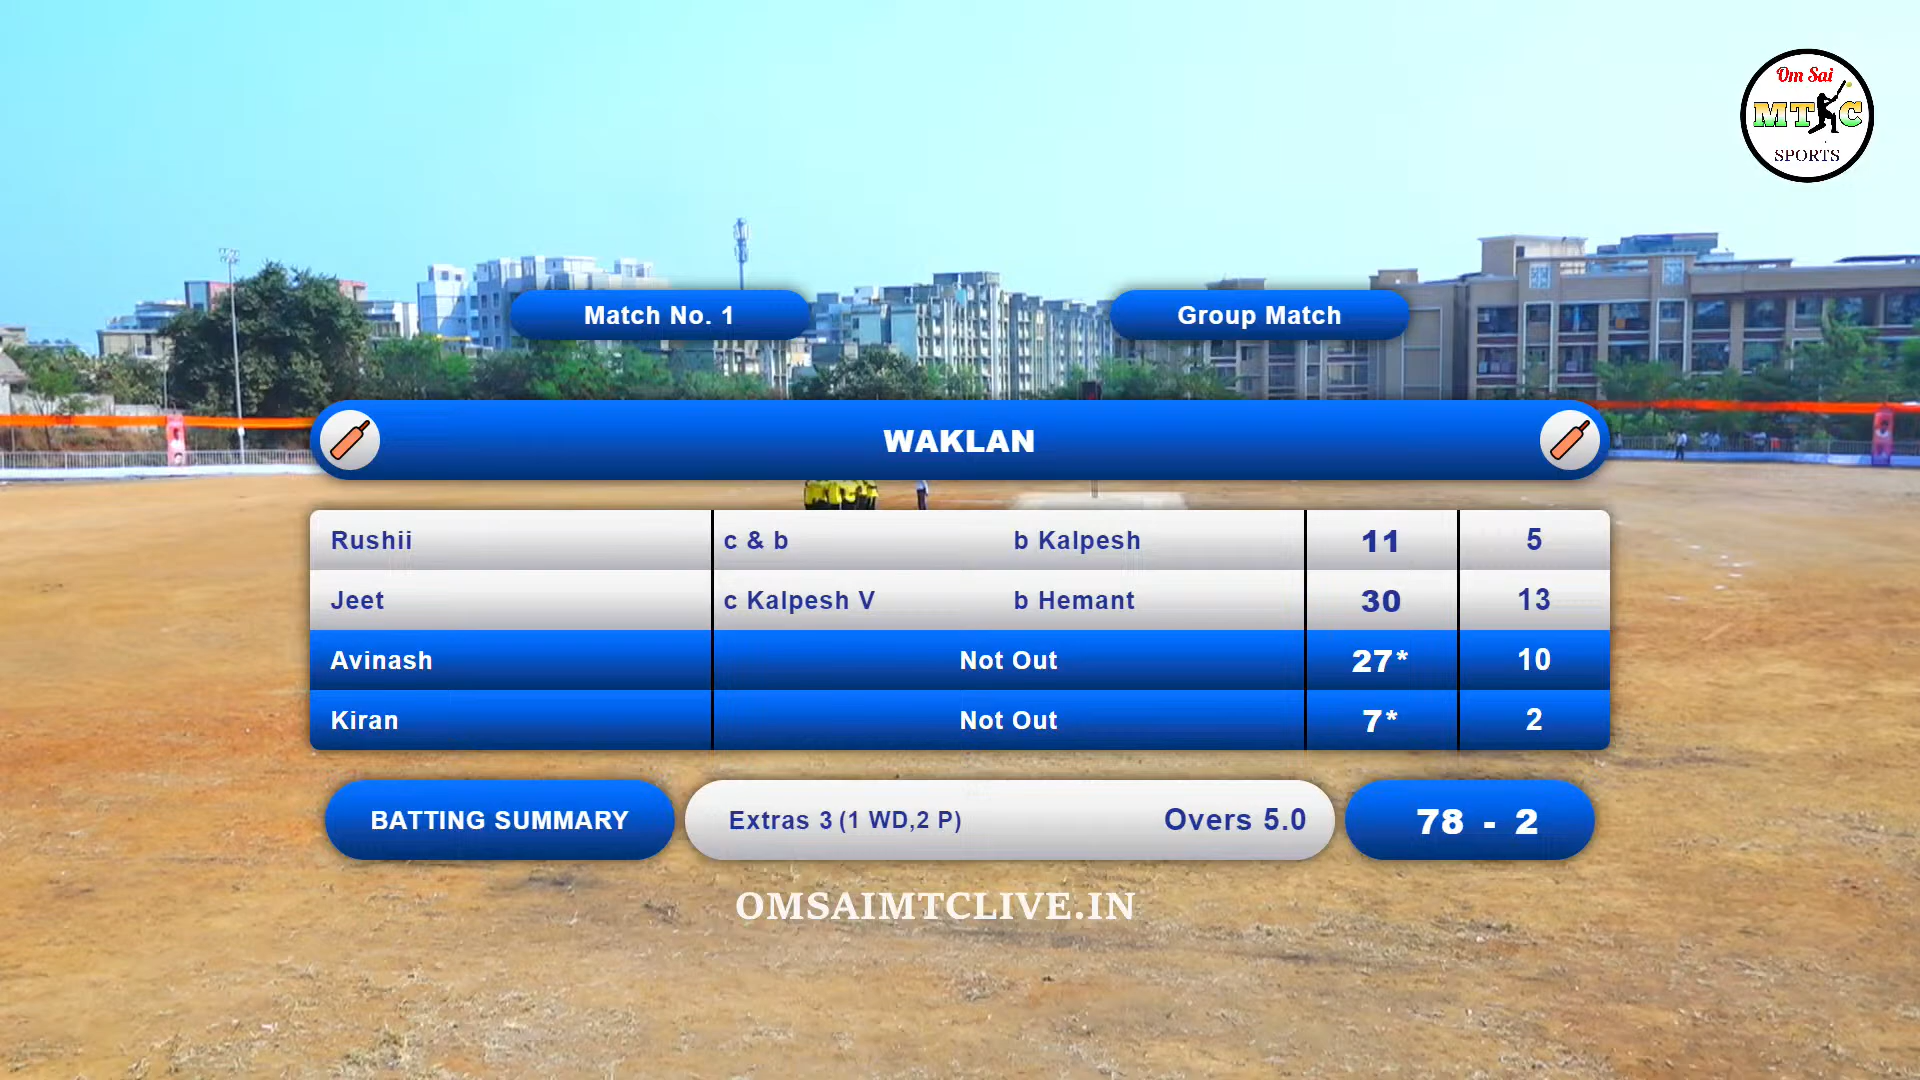 Om Sai
MTC
SPORTS
Match No. 1
Group Match
WAKLAN
Rushii c & b b Kalpesh 11 5
Jeet c Kalpesh V b Hemant 30 13
Avinash Not Out 27* 10
Kiran Not Out 7* 2
BATTING SUMMARY Extras 3 (1 WD,2 P) Overs 5.0 78 - 2
OMSAIMTCLIVE.IN